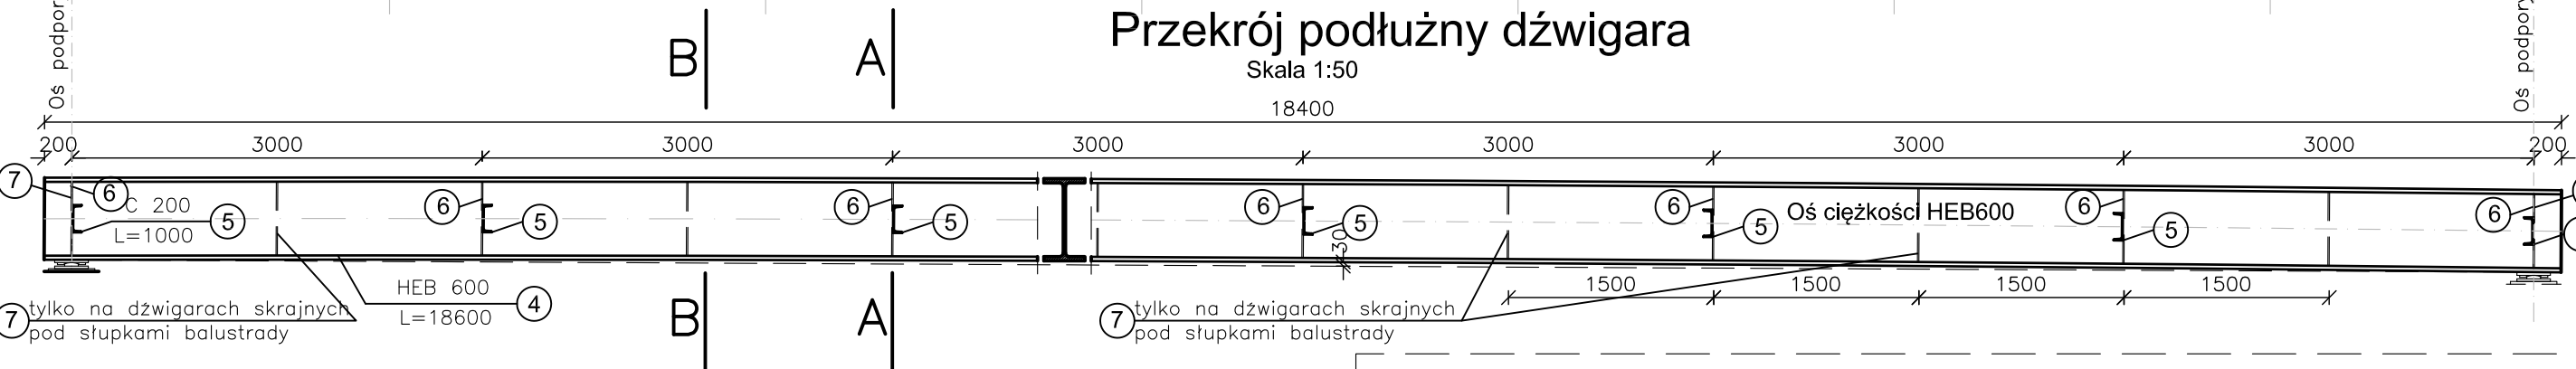 Przekrój podłużny dźwigara
Skala 1:50
Oś podpory
B
A
Oś podpory
18400
200 3000 3000 3000 3000 3000 3000 200
7
6
6
6
6
6
6
6
C 200
L=1000
5
5
5
5
5
5
Oś ciężkości HEB600
30
1500 1500 1500 1500
HEB 600
L=18600
4
7
tylko na dźwigarach skrajnych
pod słupkami balustrady
B
A
7
tylko na dźwigarach skrajnych
pod słupkami balustrady